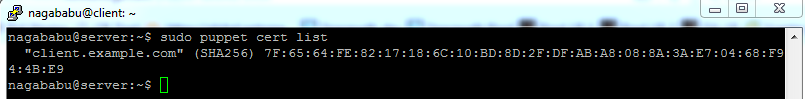 nagababu@client: ~
nagababu@server:~$ sudo puppet cert list
  "client.example.com" (SHA256) 7F:65:64:FE:82:17:18:6C:10:BD:8D:2F:DF:AB:A8:08:8A:3A:E7:04:68:F9
4:4B:E9
nagababu@server:~$